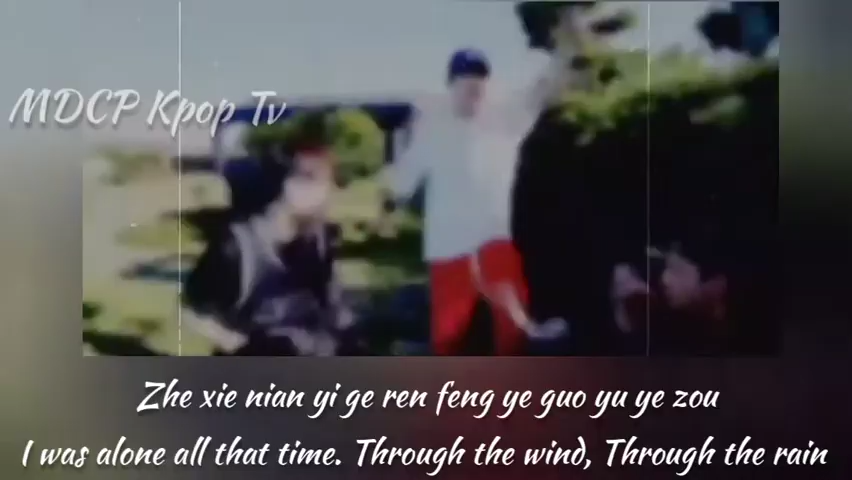 MDCP Kpop Tv
Zhe xie nian yi ge ren feng ye guo yu ye zou
I was alone all that time. Through the wind, Through the rain